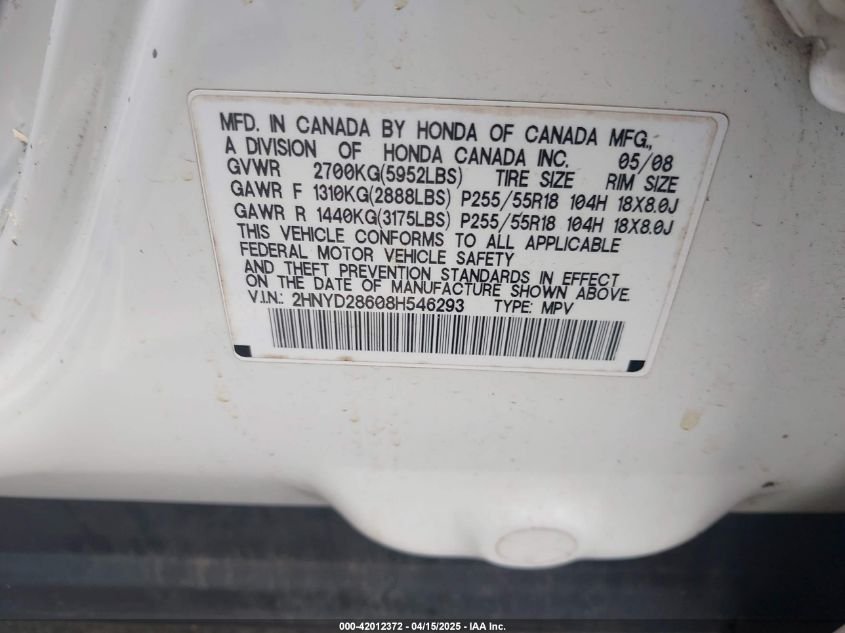 MFD. IN CANADA BY HONDA OF CANADA MFG.,
A DIVISION OF HONDA CANADA INC. 05/08
GVWR 2700KG(5952LBS) TIRE SIZE RIM SIZE
GAWR F 1310KG(2888LBS) P255/55R18 104H 18X8.0J
GAWR R 1440KG(3175LBS) P255/55R18 104H 18X8.0J
THIS VEHICLE CONFORMS TO ALL APPLICABLE
FEDERAL MOTOR VEHICLE SAFETY
AND THEFT PREVENTION STANDARDS IN EFFECT
ON THE DATE OF MANUFACTURE SHOWN ABOVE.
V.I.N.: 2HNYD28608H546293 TYPE: MPV
000-42012372 / 04/15/2025 - IAA Inc.